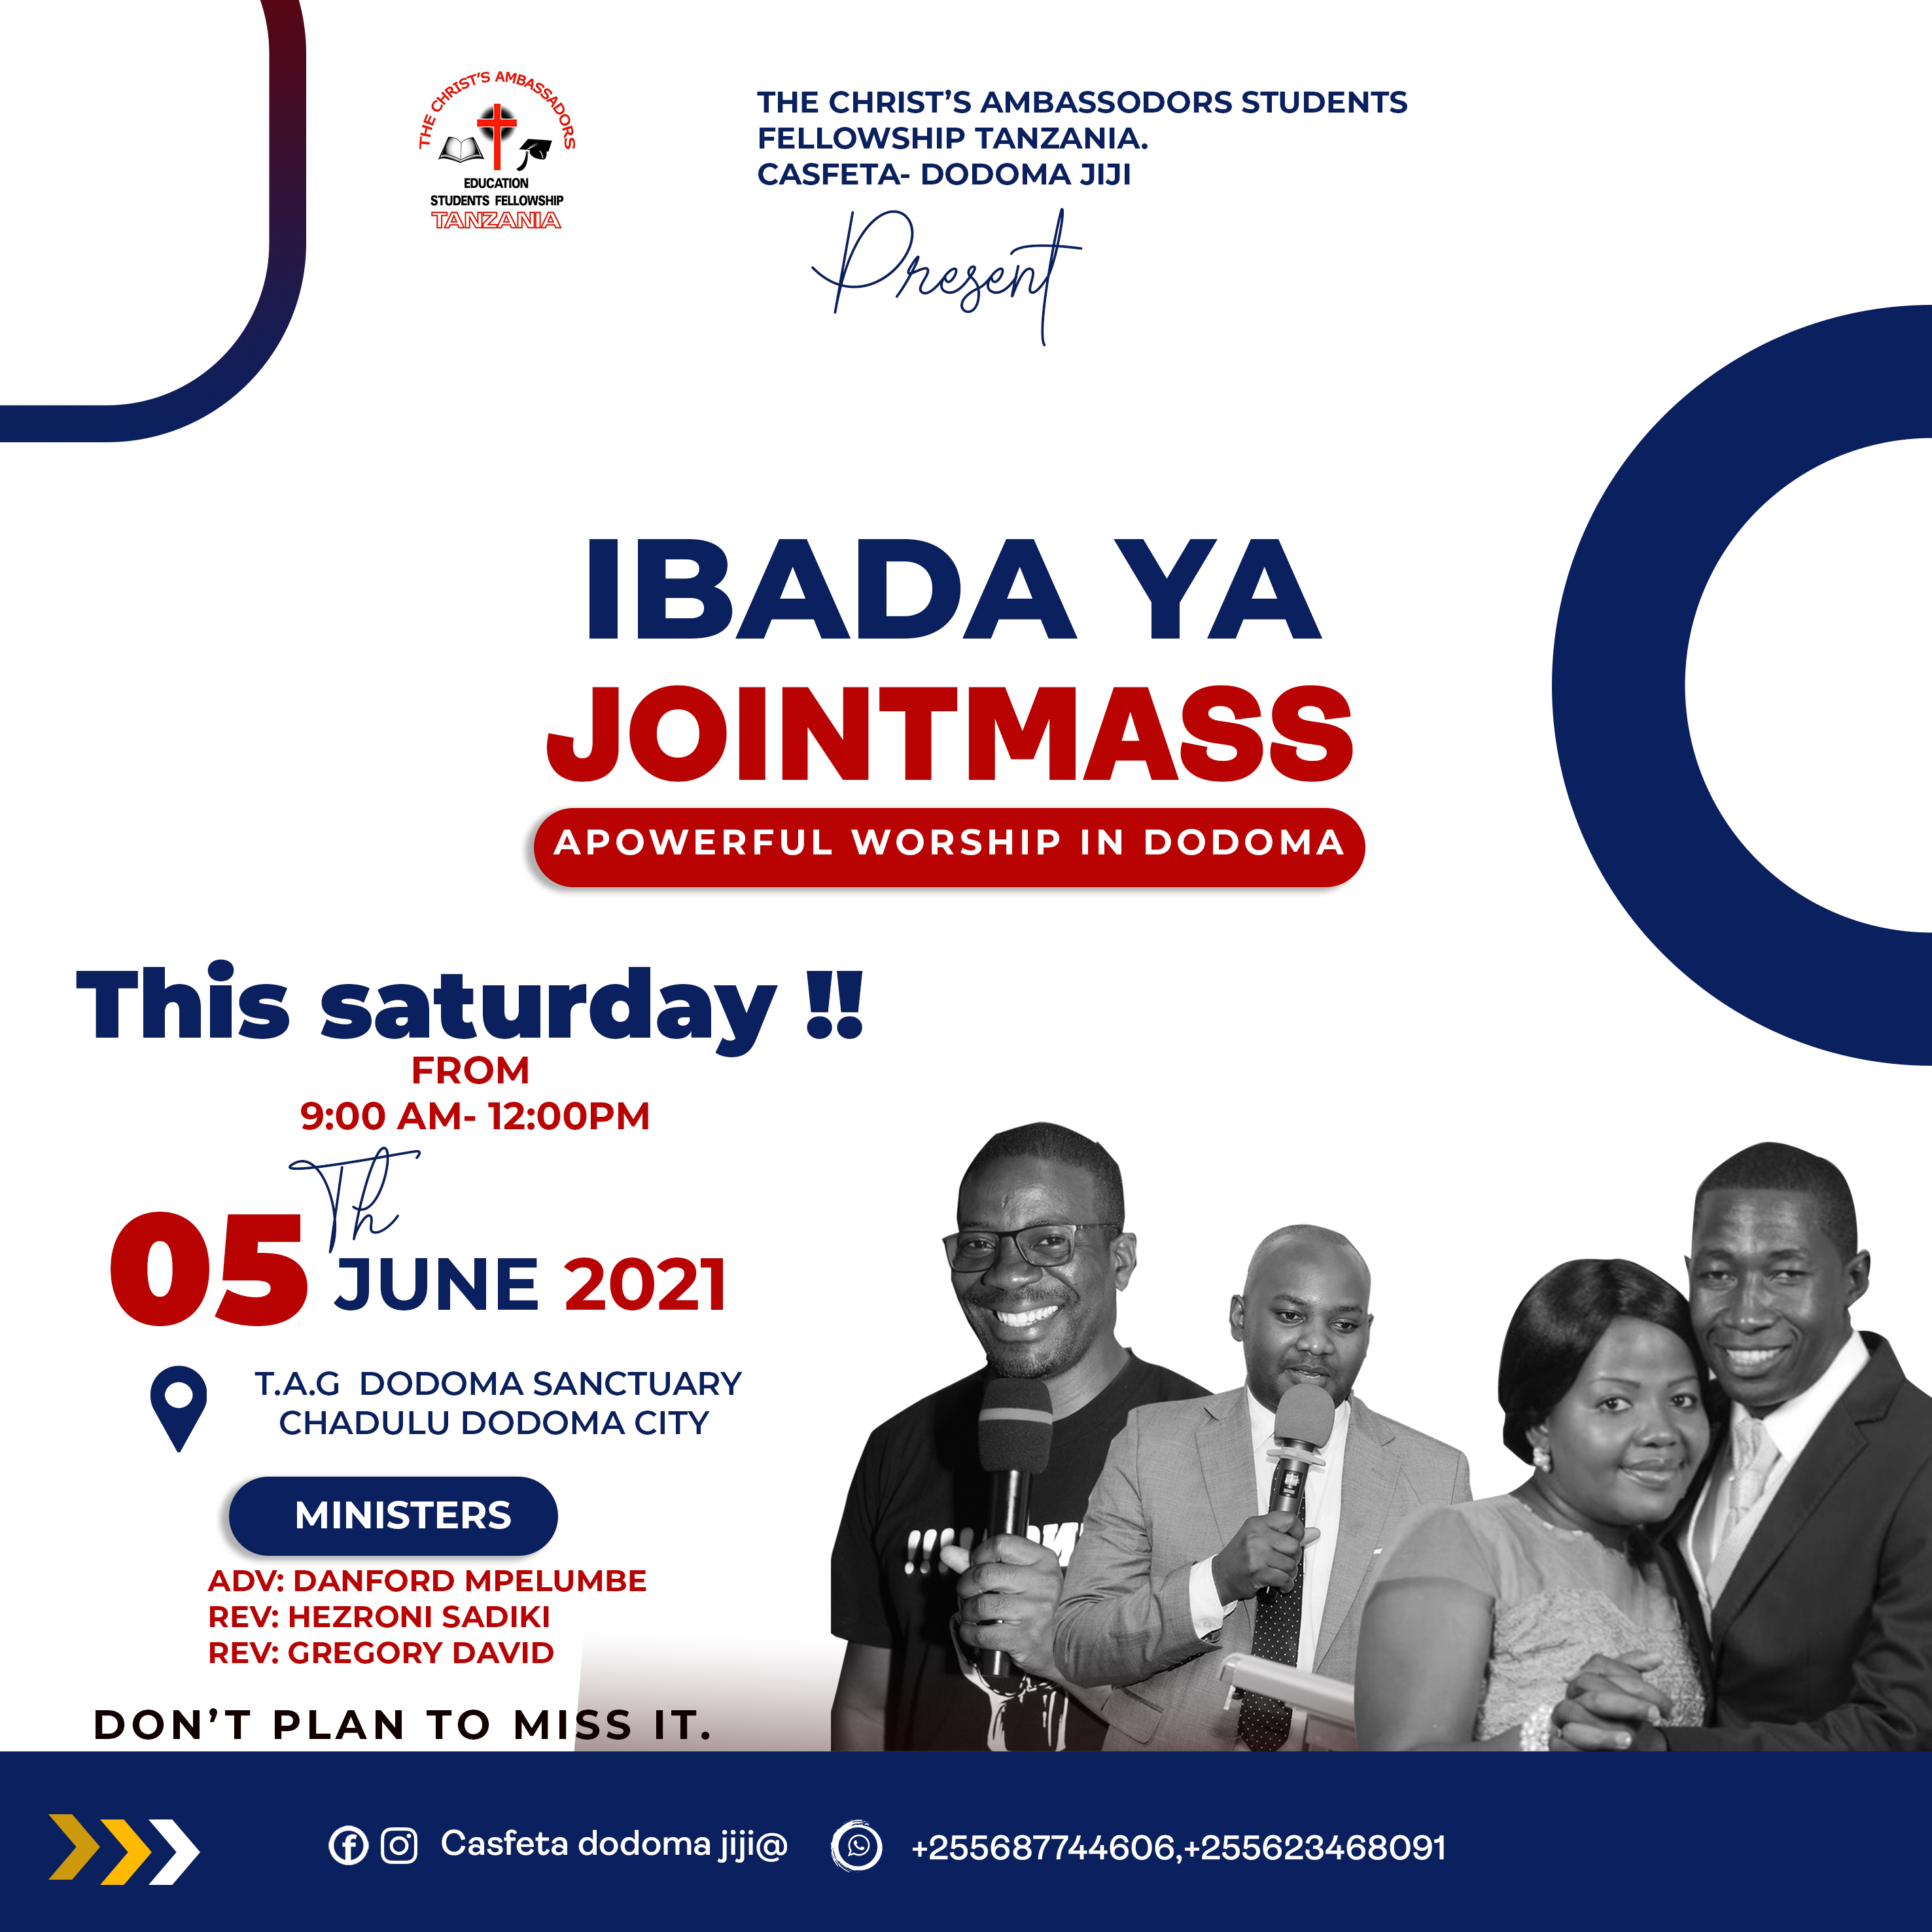 THE CHRIST'S AMBASSADORS
EDUCATION
STUDENTS FELLOWSHIP
TANZANIA
THE CHRIST'S AMBASSODORS STUDENTS
FELLOWSHIP TANZANIA.
CASFETA- DODOMA JIJI
Present
IBADA YA
JOINTMASS
APOWERFUL WORSHIP IN DODOMA
This saturday !!
FROM
9:00 AM- 12:00PM
05 Th JUNE 2021
T.A.G DODOMA SANCTUARY
CHADULU DODOMA CITY
MINISTERS
ADV: DANFORD MPELUMBE
REV: HEZRONI SADIKI
REV: GREGORY DAVID
DON'T PLAN TO MISS IT.
Casfeta dodoma jiji@
+255687744606,+255623468091